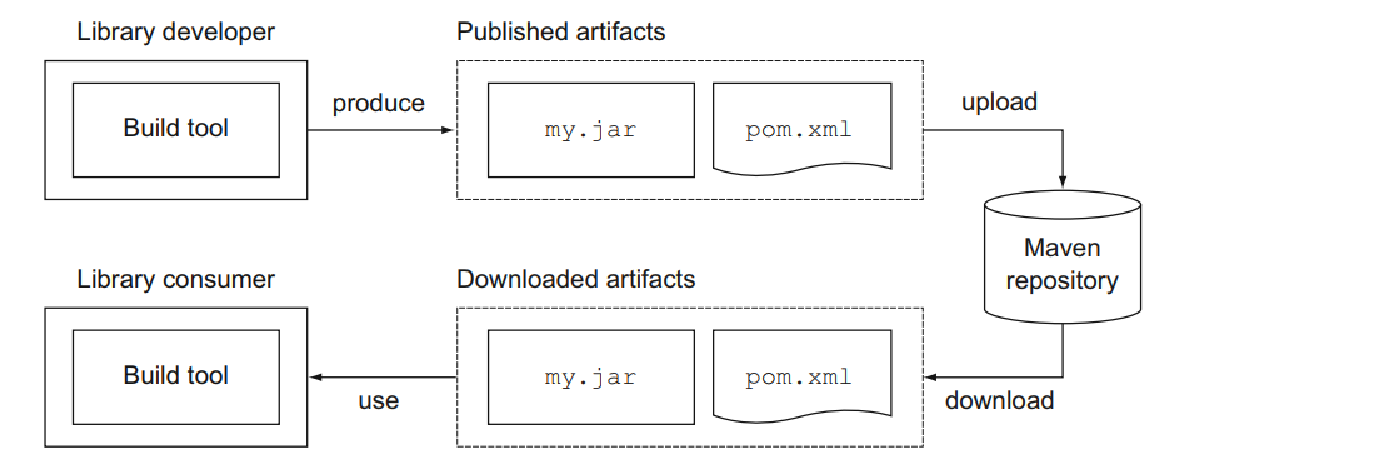 Library developer
Published artifacts
Build tool
produce
my.jar
pom.xml
upload
Maven
repository
Library consumer
Downloaded artifacts
Build tool
use
my.jar
pom.xml
download